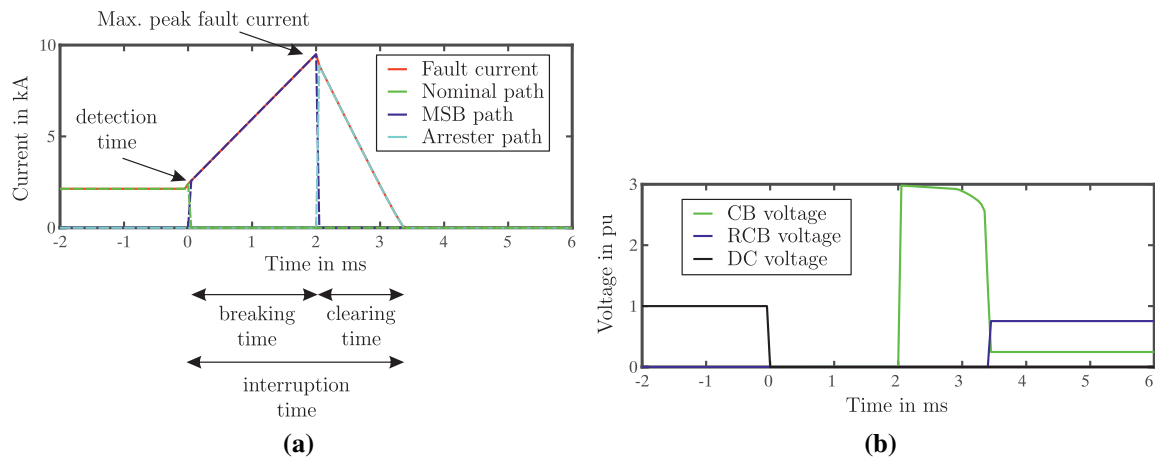 Max. peak fault current
10
Fault current
Nominal path
MSB path
Arrester path
detection
time
Current in kA
5
0
-2
-1
0
1
2
3
4
5
6
Time in ms
breaking
time
clearing
time
interruption
time
(a)
3
CB voltage
RCB voltage
DC voltage
Voltage in pu
2
1
0
-2
-1
0
1
2
3
4
5
6
Time in ms
(b)